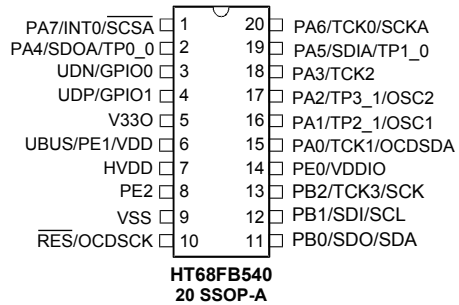 PA7/INT0/SCSA 1 20 PA6/TCK0/SCKA
PA4/SDOA/TP0_0 2 19 PA5/SDIA/TP1_0
UDN/GPIO0 3 18 PA3/TCK2
UDP/GPIO1 4 17 PA2/TP3_1/OSC2
V33O 5 16 PA1/TP2_1/OSC1
UBUS/PE1/VDD 6 15 PA0/TCK1/OCDSDA
HVDD 7 14 PE0/VDDIO
PE2 8 13 PB2/TCK3/SCK
VSS 9 12 PB1/SDI/SCL
RES/OCDSCK 10 11 PB0/SDO/SDA
HT68FB540
20 SSOP-A